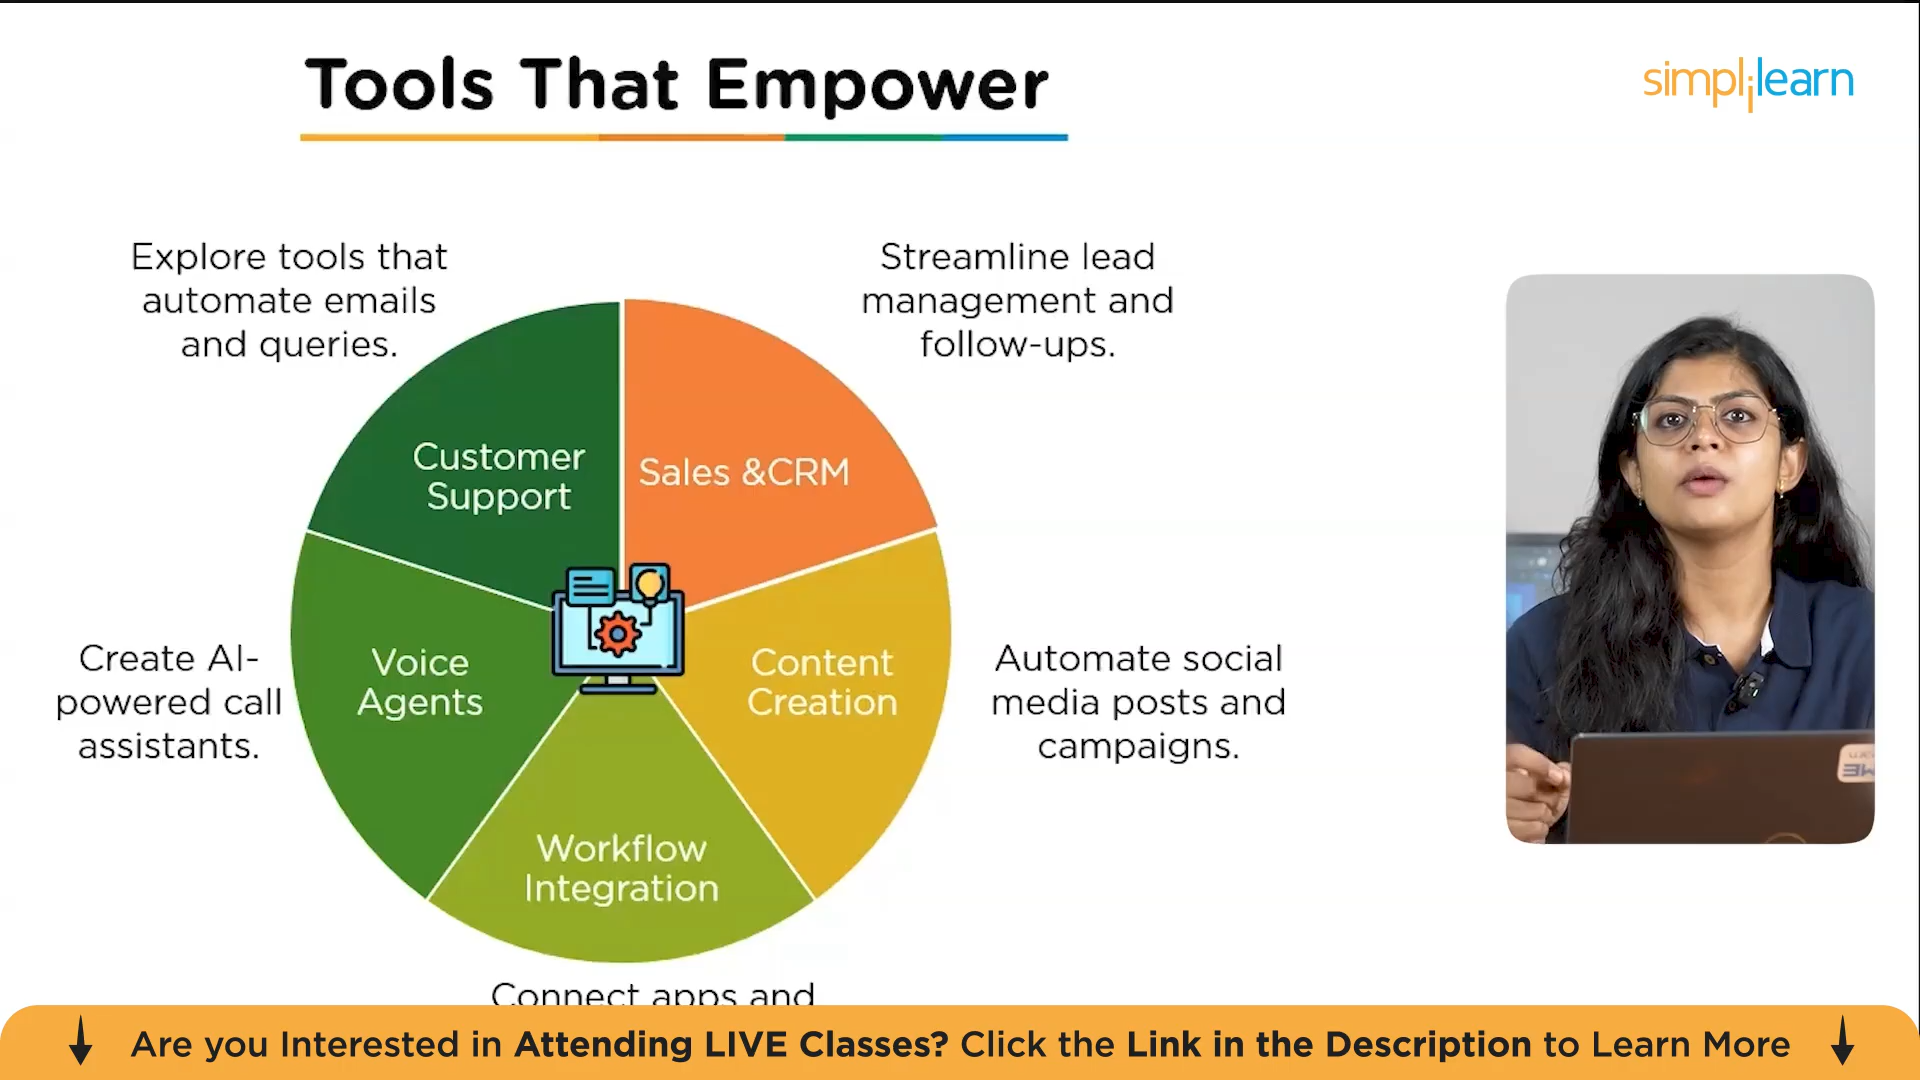 Tools That Empower
simplilearn
Explore tools that
automate emails
and queries.
Streamline lead
management and
follow-ups.
Customer
Support
Sales &CRM
Create AI-
powered call
assistants.
Voice
Agents
Content
Creation
Automate social
media posts and
campaigns.
Workflow
Integration
Connect apps and
Are you Interested in Attending LIVE Classes? Click the Link in the Description to Learn More